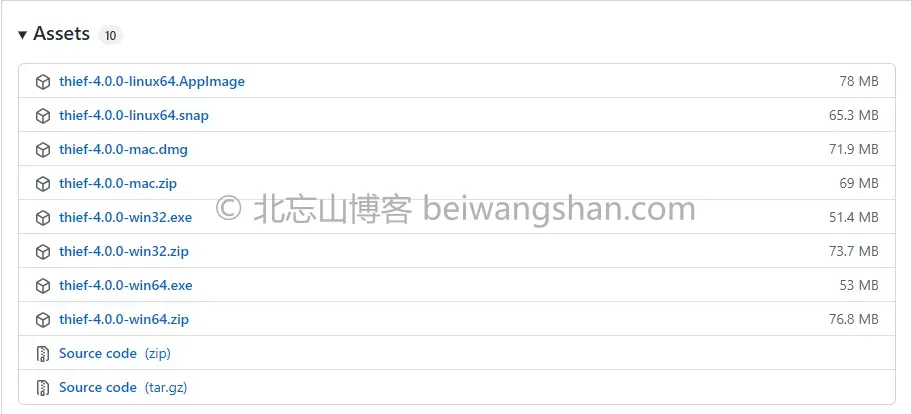 Assets 10
thief-4.0.0-linux64.AppImage 78 MB
thief-4.0.0-linux64.snap 65.3 MB
thief-4.0.0-mac.dmg 71.9 MB
thief-4.0.0-mac.zip 69 MB
© 北忘山博客 beiwangshan.com
thief-4.0.0-win32.exe 51.4 MB
thief-4.0.0-win32.zip 73.7 MB
thief-4.0.0-win64.exe 53 MB
thief-4.0.0-win64.zip 76.8 MB
Source code (zip)
Source code (tar.gz)